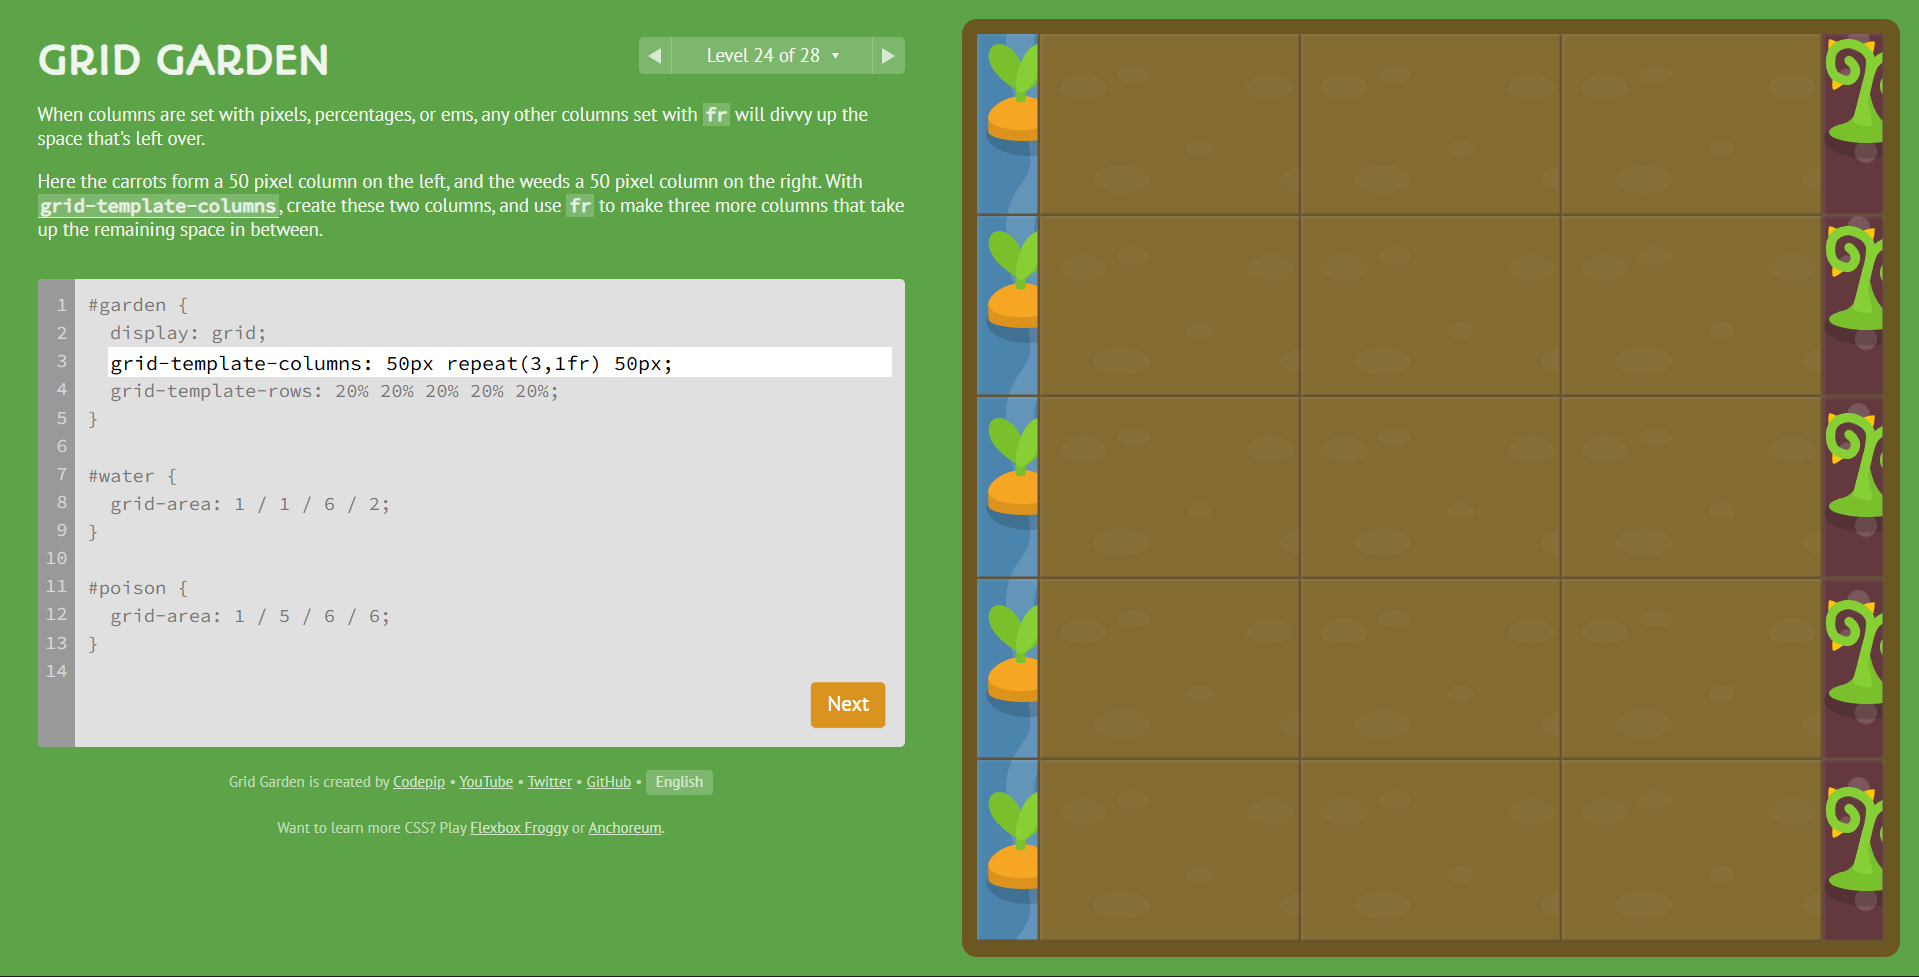 GRID GARDEN
◀ Level 24 of 28 ▼ ▶
When columns are set with pixels, percentages, or ems, any other columns set with fr will divvy up the
space that's left over.
Here the carrots form a 50 pixel column on the left, and the weeds a 50 pixel column on the right. With
grid-template-columns, create these two columns, and use fr to make three more columns that take
up the remaining space in between.
1 #garden {
2 display: grid;
3 grid-template-columns: 50px repeat(3,1fr) 50px;
4 grid-template-rows: 20% 20% 20% 20% 20%;
5 }
6
7 #water {
8 grid-area: 1 / 1 / 6 / 2;
9 }
10
11 #poison {
12 grid-area: 1 / 5 / 6 / 6;
13 }
14
Next
Grid Garden is created by Codepip • YouTube • Twitter • GitHub • English
Want to learn more CSS? Play Flexbox Froggy or Anchoreum.